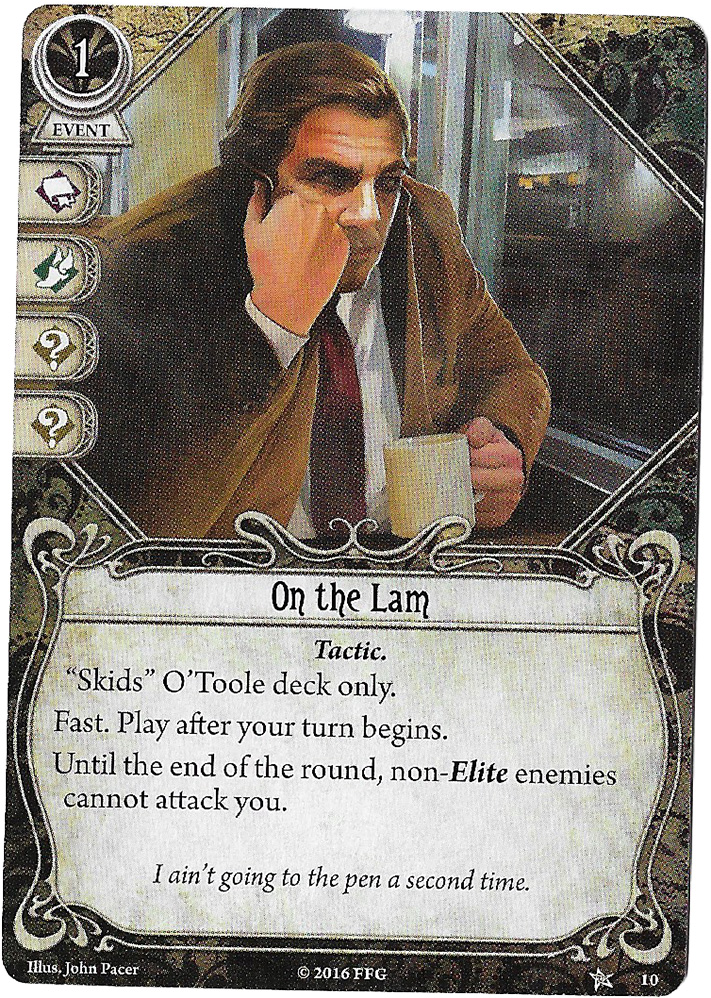 1
EVENT
?
?
On the Lam
Tactic.
“Skids” O’Toole deck only.
Fast. Play after your turn begins.
Until the end of the round, non-Elite enemies
cannot attack you.
I ain’t going to the pen a second time.
Illus. John Pacer
© 2016 FFG
10